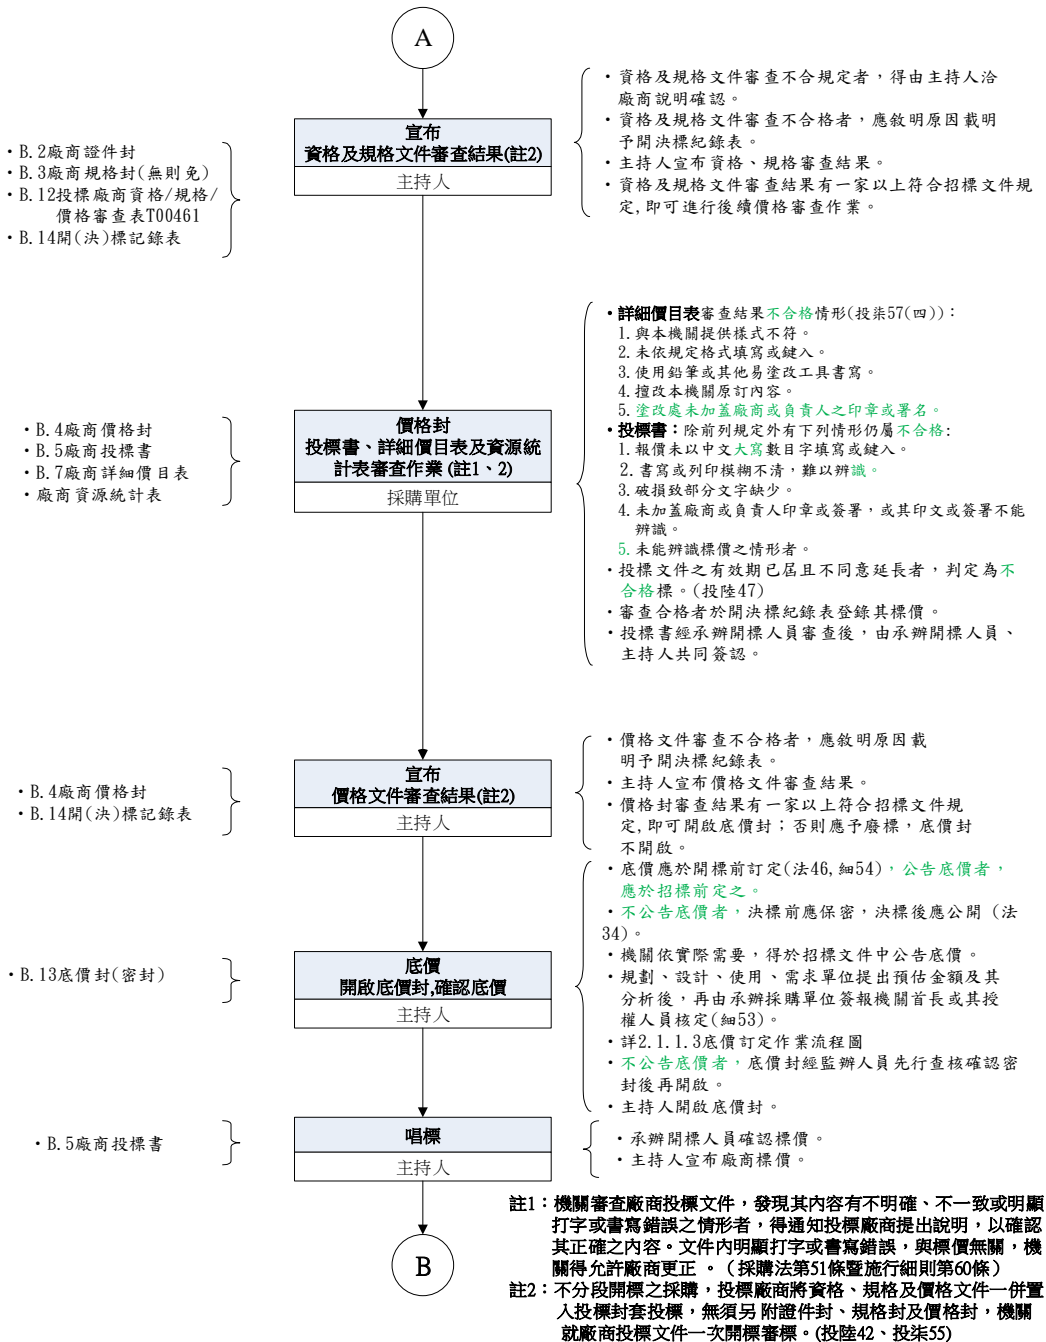 A
宣布
資格及規格文件審查結果(註2)
主持人
・B.2廠商證件封
・B.3廠商規格封(無則免)
・B.12投標廠商資格/規格/
價格審查表T00461
・B.14開(決)標記錄表
・資格及規格文件審查不合規定者，得由主持人洽
廠商說明確認。
・資格及規格文件審查不合格者，應敘明原因載明
予開決標紀錄表。
・主持人宣布資格、規格審查結果。
・資格及規格文件審查結果有一家以上符合招標文件規
定,即可進行後續價格審查作業。
價格封
投標書、詳細價目表及資源統
計表審查作業 (註1、2)
採購單位
・B.4廠商價格封
・B.5廠商投標書
・B.7廠商詳細價目表
・廠商資源統計表
・詳細價目表審查結果不合格情形(投柒57(四))：
1.與本機關提供樣式不符。
2.未依規定格式填寫或鍵入。
3.使用鉛筆或其他易塗改工具書寫。
4.擅改本機關原訂內容。
5.塗改處未加蓋廠商或負責人之印章或署名。
・投標書：除前列規定外有下列情形仍屬不合格:
1.報價未以中文大寫數目字填寫或鍵入。
2.書寫或列印模糊不清，難以辨識。
3.破損致部分文字缺少。
4.未加蓋廠商或負責人印章或簽署，或其印文或簽署不能
辨識。
5.未能辨識標價之情形者。
・投標文件之有效期已屆且不同意延長者，判定為不
合格標。(投陸47)
・審查合格者於開決標紀錄表登錄其標價。
・投標書經承辦開標人員審查後，由承辦開標人員、
主持人共同簽認。
宣布
價格文件審查結果(註2)
主持人
・B.4廠商價格封
・B.14開(決)標記錄表
・價格文件審查不合格者，應敘明原因載
明予開決標紀錄表。
・主持人宣布價格文件審查結果。
・價格封審查結果有一家以上符合招標文件規
定,即可開啟底價封；否則應予廢標，底價封
不開啟。
底價
開啟底價封,確認底價
主持人
・B.13底價封(密封)
・底價應於開標前訂定(法46,細54)，公告底價者，
應於招標前定之。
・不公告底價者，決標前應保密，決標後應公開 (法
34)。
・機關依實際需要，得於招標文件中公告底價。
・規劃、設計、使用、需求單位提出預估金額及其
分析後，再由承辦採購單位簽報機關首長或其授
權人員核定(細53)。
・詳2.1.1.3底價訂定作業流程圖
・不公告底價者，底價封經監辦人員先行查核確認密
封後再開啟。
・主持人開啟底價封。
唱標
主持人
・B.5廠商投標書
・承辦開標人員確認標價。
・主持人宣布廠商標價。
B
註1：機關審查廠商投標文件，發現其內容有不明確、不一致或明顯
打字或書寫錯誤之情形者，得通知投標廠商提出說明，以確認
其正確之內容。文件內明顯打字或書寫錯誤，與標價無關，機
關得允許廠商更正 。（採購法第51條暨施行細則第60條）
註2：不分段開標之採購，投標廠商將資格、規格及價格文件一併置
入投標封套投標，無須另 附證件封、規格封及價格封，機關
就廠商投標文件一次開標審標。(投陸42、投柒55)